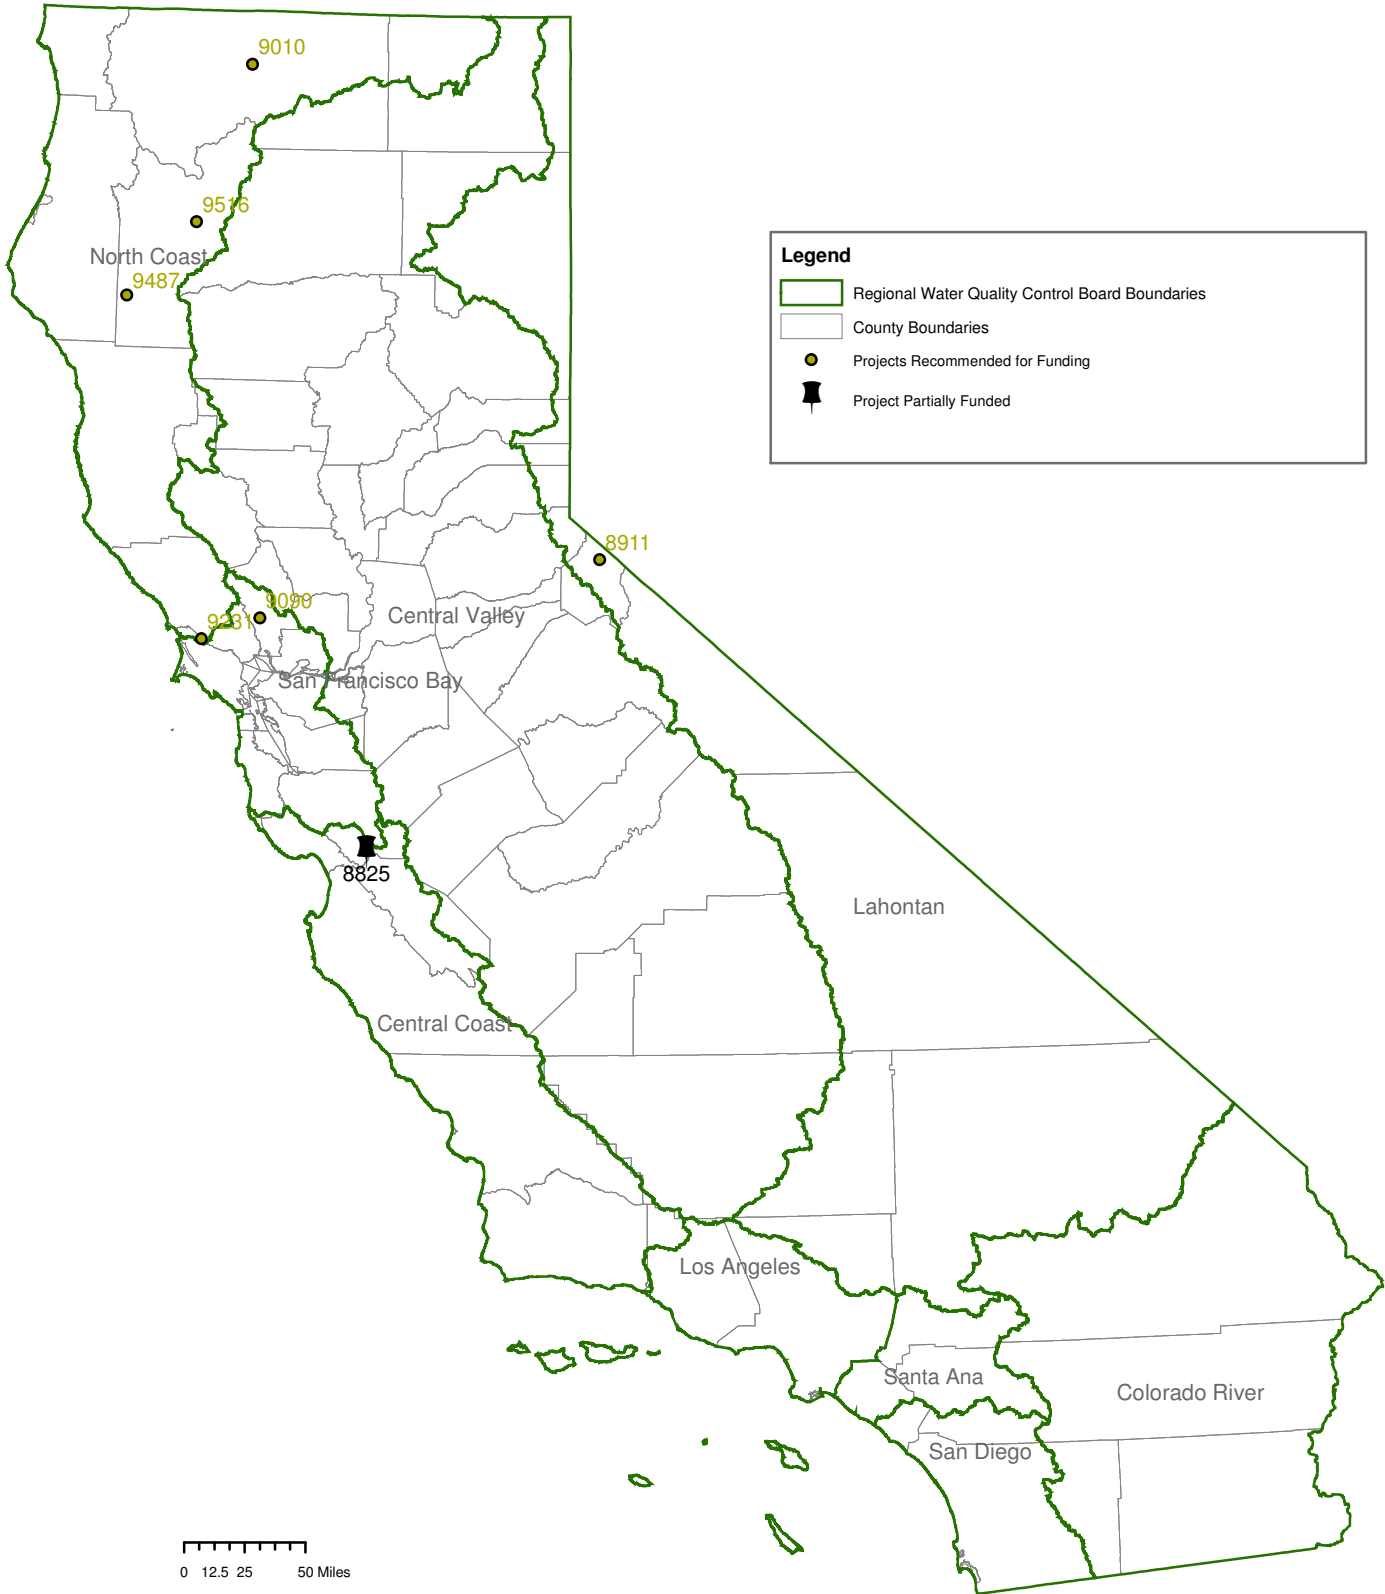 9010
9516
North Coast
9487
Legend
Regional Water Quality Control Board Boundaries
County Boundaries
Projects Recommended for Funding
Project Partially Funded
8911
9099
Central Valley
9231
San Francisco Bay
8825
Lahontan
Central Coast
Los Angeles
Santa Ana
Colorado River
San Diego
0 12.5 25 50 Miles